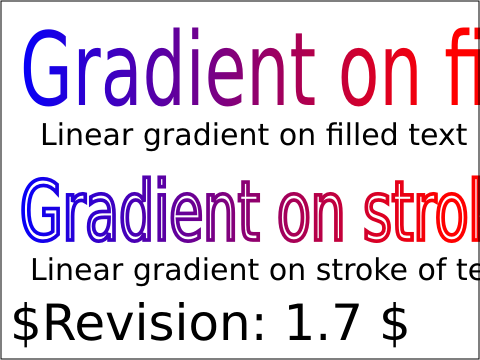 Gradient on fi
Linear gradient on filled text
Gradient on strol
Linear gradient on stroke of te
$Revision: 1.7 $